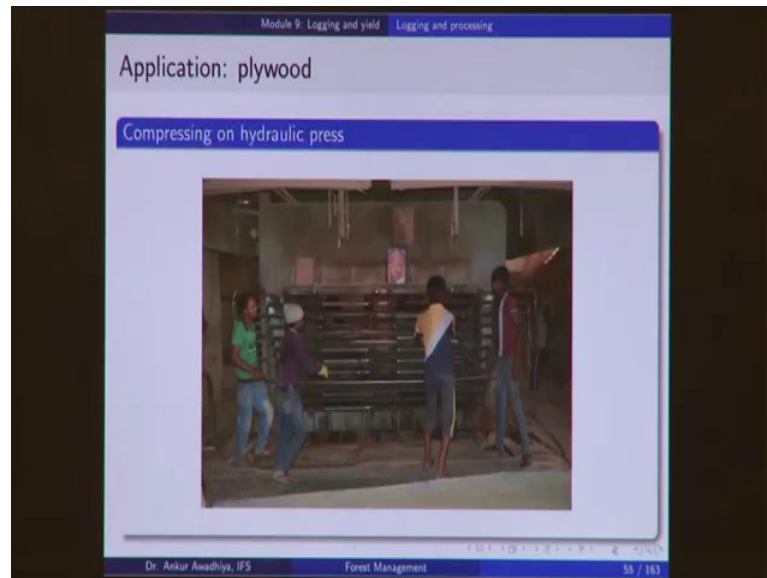 Module 9: Logging and yield Logging and processing
Application: plywood
Compressing on hydraulic press
Dr. Ankur Awadhiya, IFS Forest Management 55 / 163